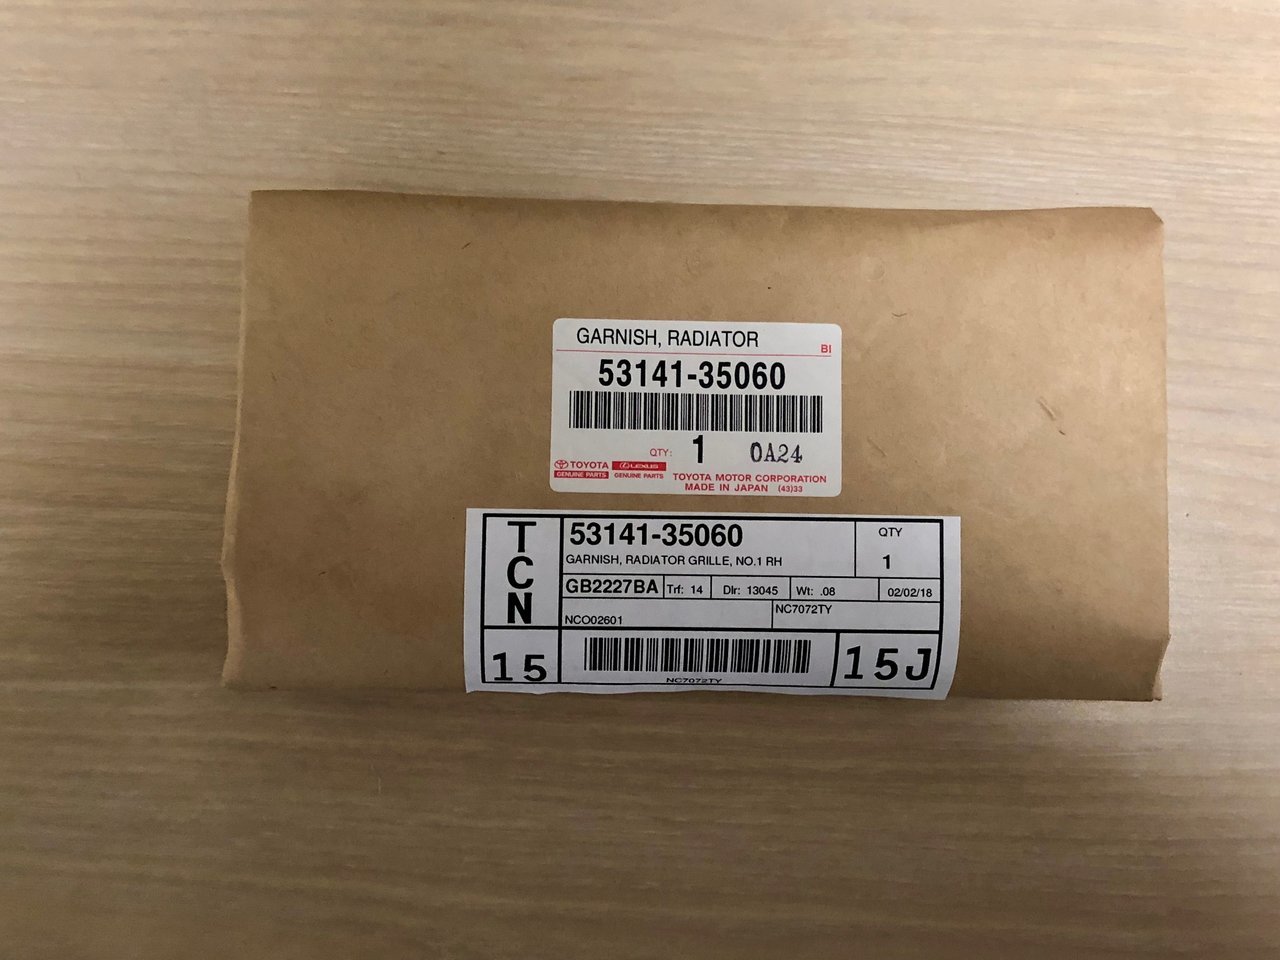 GARNISH, RADIATOR
BI
53141-35060
QTY: 1 0A24
TOYOTA LEXUS
GENUINE PARTS GENUINE PARTS
TOYOTA MOTOR CORPORATION
MADE IN JAPAN (43)33
TCN
53141-35060
QTY
GARNISH, RADIATOR GRILLE, NO.1 RH
1
GB2227BA Trf: 14 Dlr: 13045 Wt: .08 02/02/18
NCO02601
NC7072TY
15
15J
NC7072TY